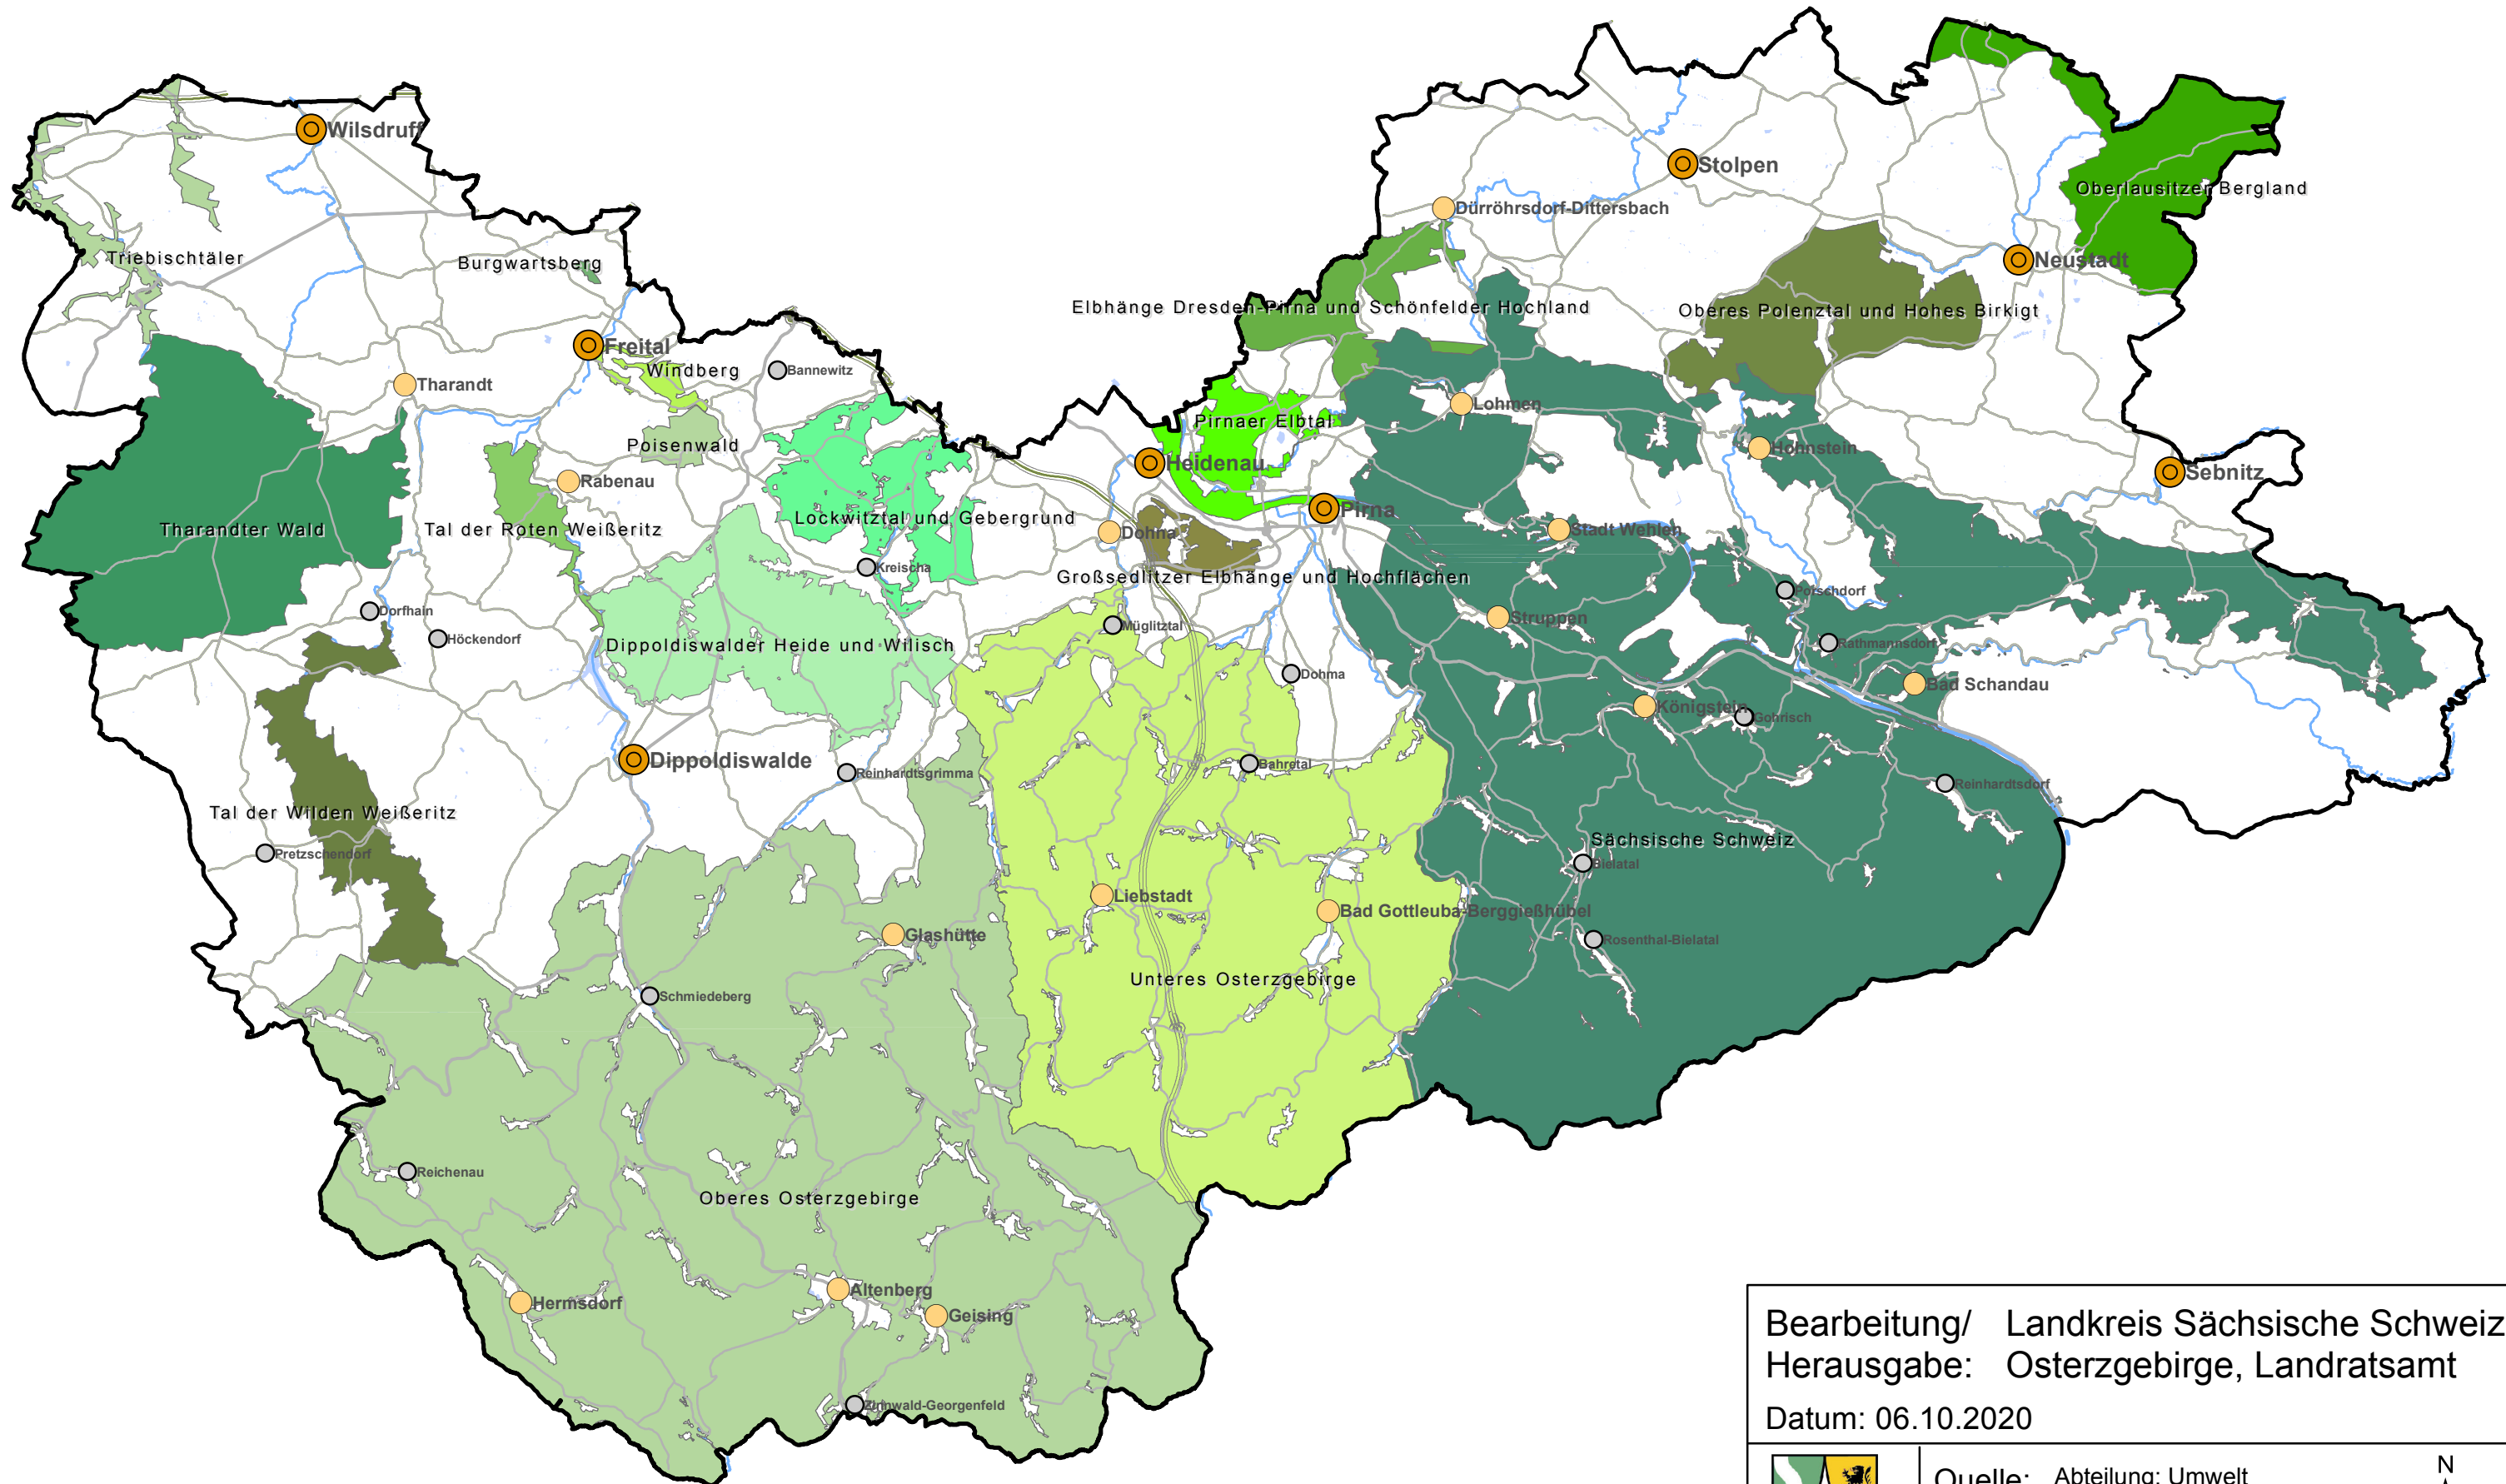 Wilsdruff
Stolpen
Oberlausitzer Bergland
Dürröhrsdorf-Dittersbach
Triebischtäler
Burgwartsberg
Neustadt
Elbhänge Dresden-Pirna und Schönfelder Hochland
Oberes Polenztal und Hohes Birkigt
Freital
Windberg
Bannewitz
Tharandt
Lohmen
Pirnaer Elbtal
Poisenwald
Hohnstein
Heidenau
Sebnitz
Rabenau
Pirna
Lockwitztal und Gebergrund
Tharandter Wald
Tal der Roten Weißeritz
Dohna
Stadt Wehlen
Kreischa
Großsedlitzer Elbhänge und Hochflächen
Porschdorf
Dorfhain
Struppen
Müglitztal
Höckendorf
Dippoldiswalder Heide und Wilisch
Rathmannsdorf
Dohma
Bad Schandau
Königstein
Gohrisch
Dippoldiswalde
Bahretal
Reinhardtsgrimma
Reinhardtsdorf
Tal der Wilden Weißeritz
Sächsische Schweiz
Pretzschendorf
Bielatal
Liebstadt
Bad Gottleuba-Berggießhübel
Glashütte
Rosenthal-Bielatal
Unteres Osterzgebirge
Schmiedeberg
Reichenau
Oberes Osterzgebirge
Altenberg
Hermsdorf
Geising
Zinnwald-Georgenfeld
Bearbeitung/ Landkreis Sächsische Schweiz
Herausgabe: Osterzgebirge, Landratsamt
Datum: 06.10.2020
Quelle: Abteilung: Umwelt
N